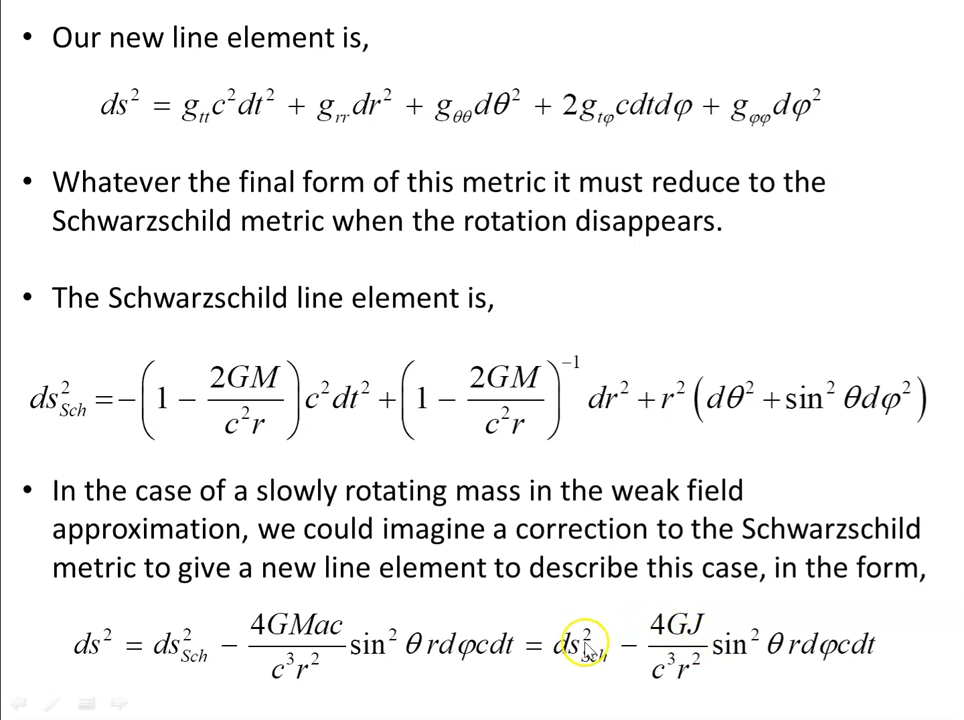 • Our new line element is,
ds² = g_tt c²dt² + g_rr dr² + g_θθ dθ² + 2g_tφ cdtdφ + g_φφ dφ²
• Whatever the final form of this metric it must reduce to the
Schwarzschild metric when the rotation disappears.
• The Schwarzschild line element is,
ds²_Sch = −(1 − 2GM/c²r) c²dt² + (1 − 2GM/c²r)⁻¹ dr² + r² (dθ² + sin² θdφ²)
• In the case of a slowly rotating mass in the weak field
approximation, we could imagine a correction to the Schwarzschild
metric to give a new line element to describe this case, in the form,
ds² = ds²_Sch − 4GMac/c³r² sin² θ rdφcdt = ds²_Sch − 4GJ/c³r² sin² θ rdφcdt